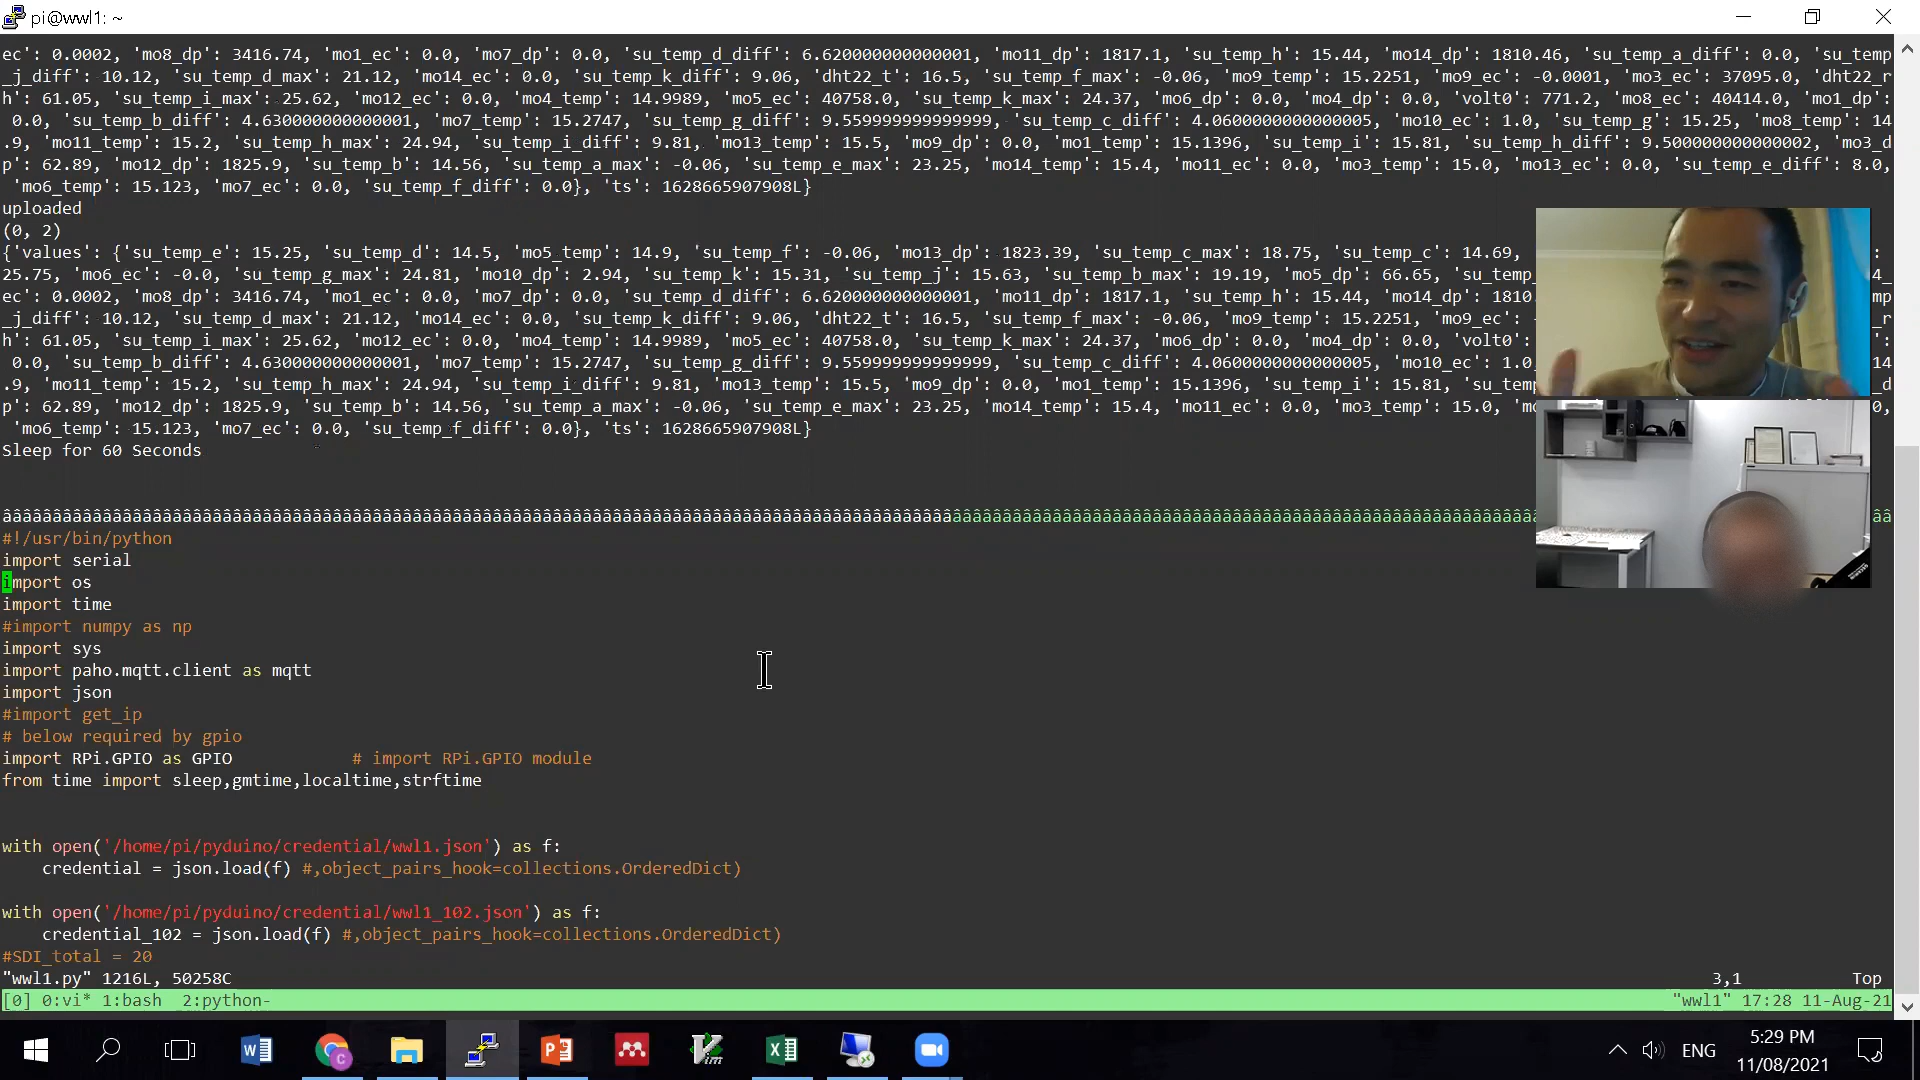 pi@wwl1: ~
ec': 0.0002, 'mo8_dp': 3416.74, 'mo1_ec': 0.0, 'mo7_dp': 0.0, 'su_temp_d_diff': 6.620000000000001, 'mo11_dp': 1817.1, 'su_temp_h': 15.44, 'mo14_dp': 1810.46, 'su_temp_a_diff': 0.0, 'su_temp
_j_diff': 10.12, 'su_temp_d_max': 21.12, 'mo14_ec': 0.0, 'su_temp_k_diff': 9.06, 'dht22_t': 16.5, 'su_temp_f_max': -0.06, 'mo9_temp': 15.2251, 'mo9_ec': -0.0001, 'mo3_ec': 37095.0, 'dht22_r
h': 61.05, 'su_temp_i_max': 25.62, 'mo12_ec': 0.0, 'mo4_temp': 14.9989, 'mo5_ec': 40758.0, 'su_temp_k_max': 24.37, 'mo6_dp': 0.0, 'mo4_dp': 0.0, 'volt0': 771.2, 'mo8_ec': 40414.0, 'mo1_dp':
0.0, 'su_temp_b_diff': 4.630000000000001, 'mo7_temp': 15.2747, 'su_temp_g_diff': 9.559999999999999, 'su_temp_c_diff': 4.0600000000000005, 'mo10_ec': 1.0, 'su_temp_g': 15.25, 'mo8_temp': 14
.9, 'mo11_temp': 15.2, 'su_temp_h_max': 24.94, 'su_temp_i_diff': 9.81, 'mo13_temp': 15.5, 'mo9_dp': 0.0, 'mo1_temp': 15.1396, 'su_temp_i': 15.81, 'su_temp_h_diff': 9.500000000000002, 'mo3_d
p': 62.89, 'mo12_dp': 1825.9, 'su_temp_b': 14.56, 'su_temp_a_max': -0.06, 'su_temp_e_max': 23.25, 'mo14_temp': 15.4, 'mo11_ec': 0.0, 'mo3_temp': 15.0, 'mo13_ec': 0.0, 'su_temp_e_diff': 8.0,
'mo6_temp': 15.123, 'mo7_ec': 0.0, 'su_temp_f_diff': 0.0}, 'ts': 1628665907908L}
uploaded
(0, 2)
{'values': {'su_temp_e': 15.25, 'su_temp_d': 14.5, 'mo5_temp': 14.9, 'su_temp_f': -0.06, 'mo13_dp': 1823.39, 'su_temp_c_max': 18.75, 'su_temp_c': 14.69, :
25.75, 'mo6_ec': -0.0, 'su_temp_g_max': 24.81, 'mo10_dp': 2.94, 'su_temp_k': 15.31, 'su_temp_j': 15.63, 'su_temp_b_max': 19.19, 'mo5_dp': 66.65, 'su_temp_ 4_
ec': 0.0002, 'mo8_dp': 3416.74, 'mo1_ec': 0.0, 'mo7_dp': 0.0, 'su_temp_d_diff': 6.620000000000001, 'mo11_dp': 1817.1, 'su_temp_h': 15.44, 'mo14_dp': 1810. mp
_j_diff': 10.12, 'su_temp_d_max': 21.12, 'mo14_ec': 0.0, 'su_temp_k_diff': 9.06, 'dht22_t': 16.5, 'su_temp_f_max': -0.06, 'mo9_temp': 15.2251, 'mo9_ec': - _r
h': 61.05, 'su_temp_i_max': 25.62, 'mo12_ec': 0.0, 'mo4_temp': 14.9989, 'mo5_ec': 40758.0, 'su_temp_k_max': 24.37, 'mo6_dp': 0.0, 'mo4_dp': 0.0, 'volt0': :
0.0, 'su_temp_b_diff': 4.630000000000001, 'mo7_temp': 15.2747, 'su_temp_g_diff': 9.559999999999999, 'su_temp_c_diff': 4.0600000000000005, 'mo10_ec': 1.0, 14
.9, 'mo11_temp': 15.2, 'su_temp_h_max': 24.94, 'su_temp_i_diff': 9.81, 'mo13_temp': 15.5, 'mo9_dp': 0.0, 'mo1_temp': 15.1396, 'su_temp_i': 15.81, 'su_temp _d
p': 62.89, 'mo12_dp': 1825.9, 'su_temp_b': 14.56, 'su_temp_a_max': -0.06, 'su_temp_e_max': 23.25, 'mo14_temp': 15.4, 'mo11_ec': 0.0, 'mo3_temp': 15.0, 0,
'mo6_temp': 15.123, 'mo7_ec': 0.0, 'su_temp_f_diff': 0.0}, 'ts': 1628665907908L}
Sleep for 60 Seconds
#!/usr/bin/python
import serial
import os
import time
#import numpy as np
import sys
import paho.mqtt.client as mqtt
import json
#import get_ip
# below required by gpio
import RPi.GPIO as GPIO # import RPi.GPIO module
from time import sleep,gmtime,localtime,strftime
with open('/home/pi/pyduino/credential/wwl1.json') as f:
credential = json.load(f) #,object_pairs_hook=collections.OrderedDict)
with open('/home/pi/pyduino/credential/wwl1_102.json') as f:
credential_102 = json.load(f) #,object_pairs_hook=collections.OrderedDict)
#SDI_total = 20
"wwl1.py" 1216L, 50258C 3,1 Top
[0] 0:vi* 1:bash 2:python- "wwl1" 17:28 11-Aug-21
ENG
5:29 PM
11/08/2021